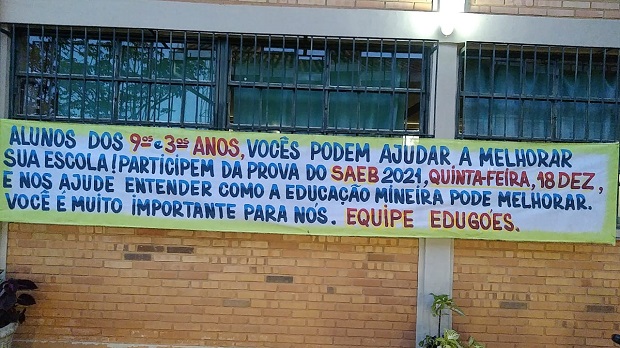 ALUNOS DOS 9os e 3os ANOS, VOCÊS PODEM AJUDAR A MELHORAR
SUA ESCOLA! PARTICIPEM DA PROVA DO SAEB 2021, QUINTA-FEIRA, 18 DEZ,
E NOS AJUDE ENTENDER COMO A EDUCAÇÃO MINEIRA PODE MELHORAR.
VOCÊ É MUITO IMPORTANTE PARA NÓS. EQUIPE EDUGÓES.